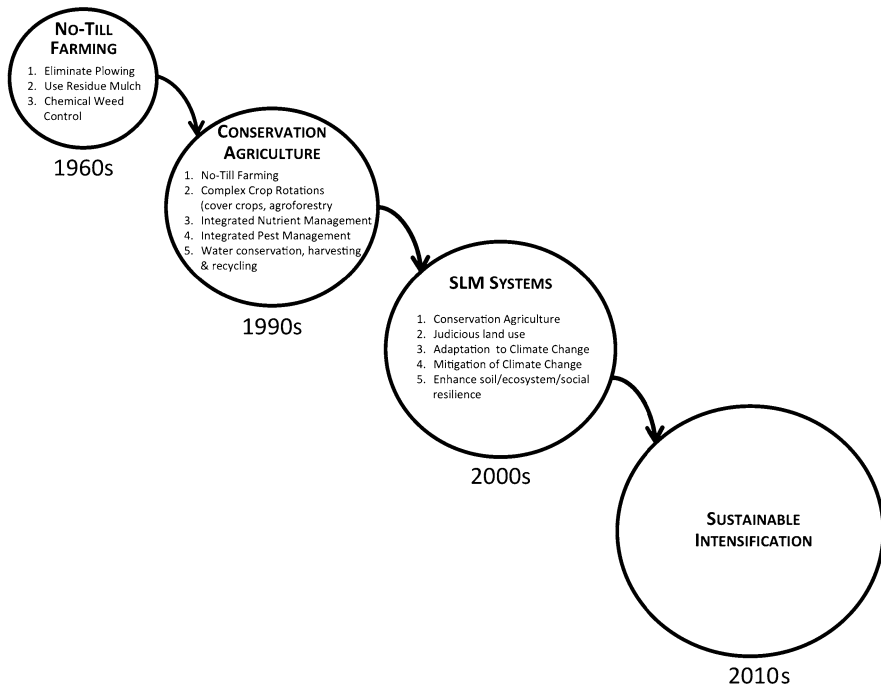 NO-TILL
FARMING
1. Eliminate Plowing
2. Use Residue Mulch
3. Chemical Weed
Control
1960s
CONSERVATION
AGRICULTURE
1. No-Till Farming
2. Complex Crop Rotations
(cover crops, agroforestry
3. Integrated Nutrient Management
4. Integrated Pest Management
5. Water conservation, harvesting
& recycling
1990s
SLM SYSTEMS
1. Conservation Agriculture
2. Judicious land use
3. Adaptation to Climate Change
4. Mitigation of Climate Change
5. Enhance soil/ecosystem/social
resilience
2000s
SUSTAINABLE
INTENSIFICATION
2010s